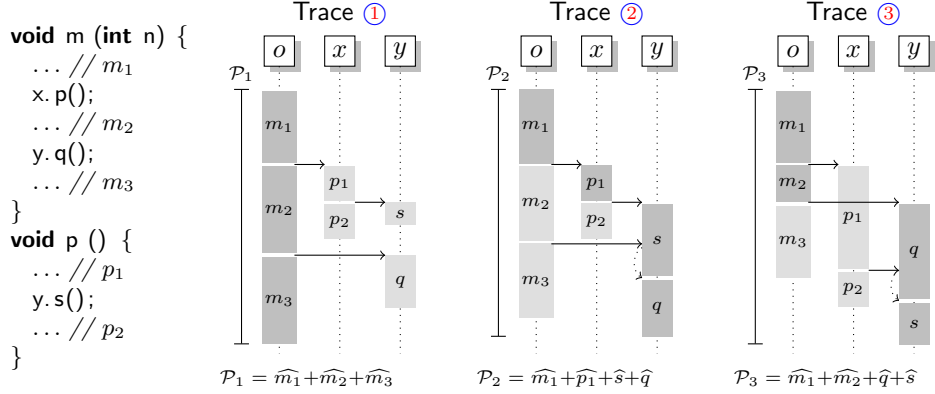 void m (int n) {
... // m₁
x.p();
... // m₂
y.q();
... // m₃
}
void p () {
... // p₁
y.s();
... // p₂
}
Trace ①
o x y
𝒫₁
m₁
p₁
m₂ p₂ s
q
m₃
𝒫₁ = m̂₁+m̂₂+m̂₃
Trace ②
o x y
𝒫₂
m₁
p₁
m₂ p₂
s
m₃
q
𝒫₂ = m̂₁+p̂₁+ŝ+q̂
Trace ③
o x y
𝒫₃
m₁
m₂
p₁
m₃ q
p₂
s
𝒫₃ = m̂₁+m̂₂+q̂+ŝ